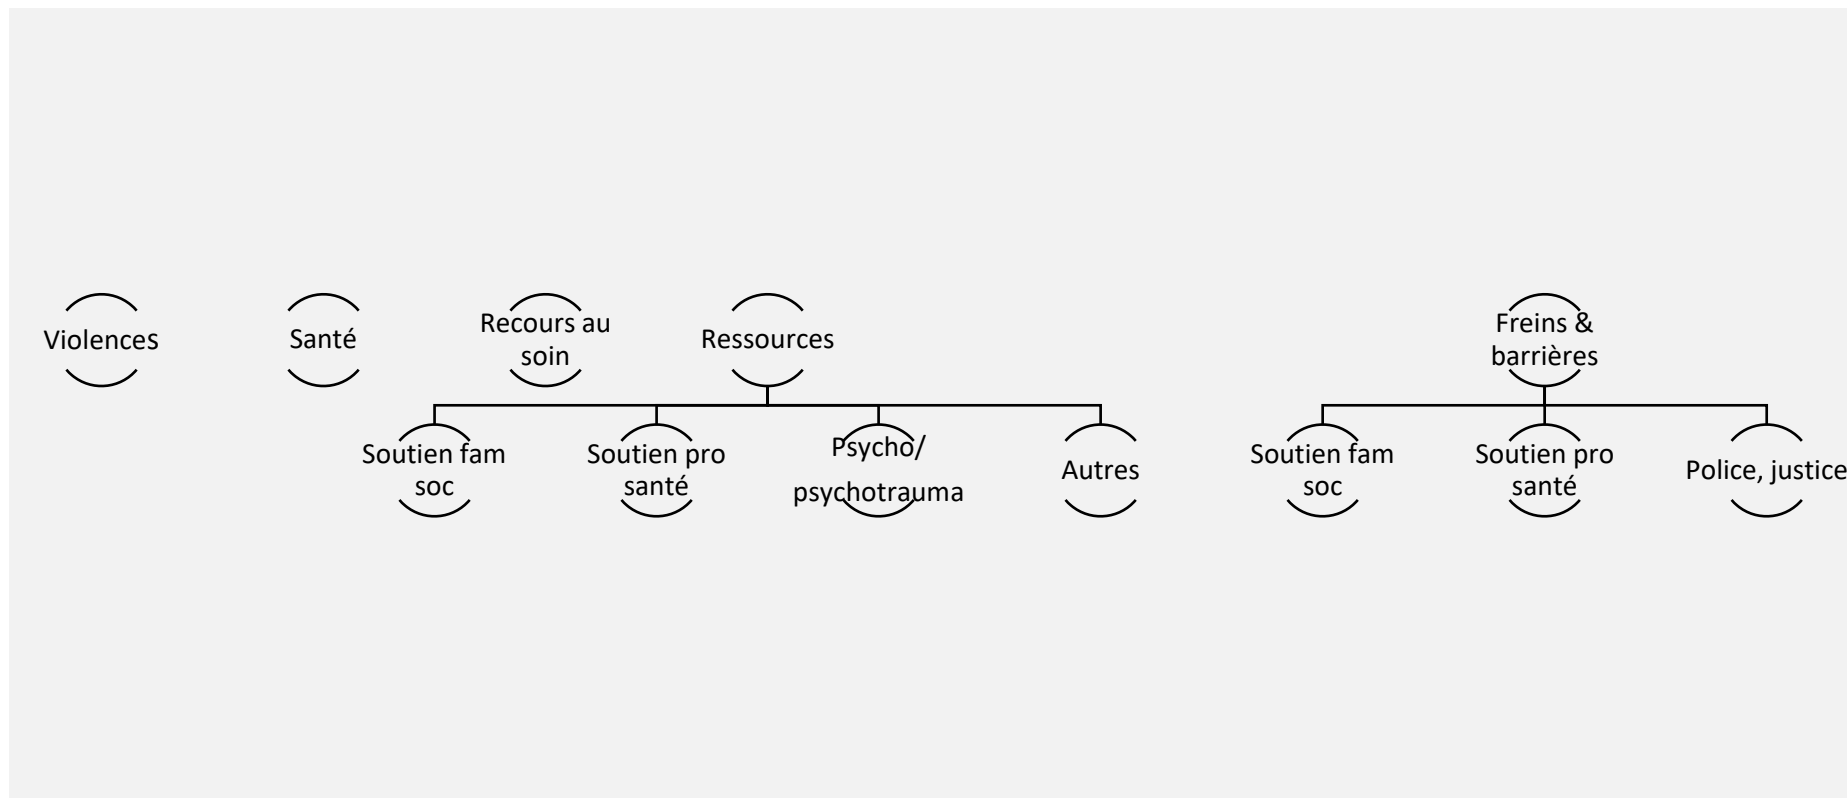 Violences
Santé
Recours au
soin
Ressources
Freins &
barrières
Soutien fam
soc
Soutien pro
santé
Psycho/
psychotrauma
Autres
Soutien fam
soc
Soutien pro
santé
Police, justice